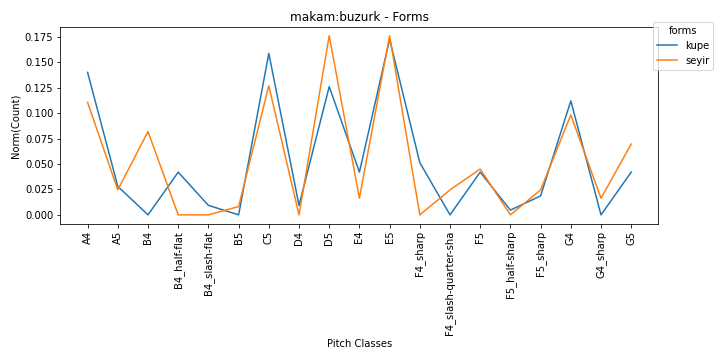 makam:buzurk - Forms
forms
kupe
seyir
Norm(Count)
0.175
0.150
0.125
0.100
0.075
0.050
0.025
0.000
A4
A5
B4
B4_half-flat
B4_slash-flat
B5
C5
D4
D5
E4
E5
F4_sharp
F4_slash-quarter-sha
F5
F5_half-sharp
F5_sharp
G4
G4_sharp
G5
Pitch Classes